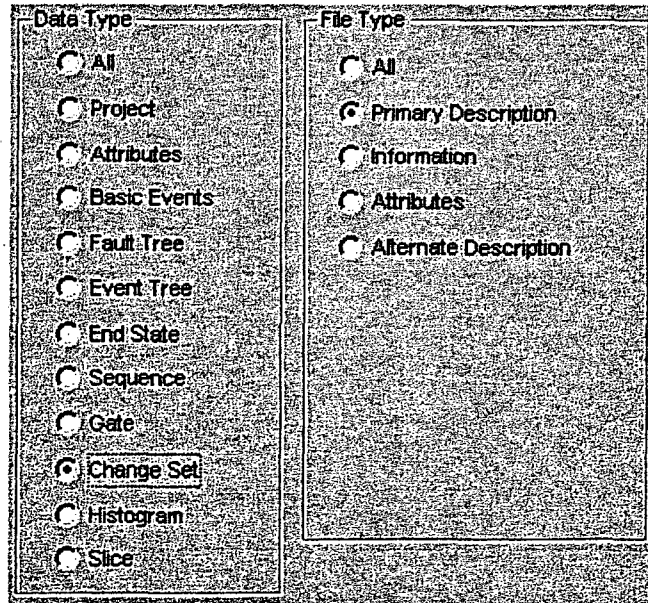 Data Type
All
Project
Attributes
Basic Events
Fault Tree
Event Tree
End State
Sequence
Gate
Change Set
Histogram
Slice
File Type
All
Primary Description
Information
Attributes
Alternate Description